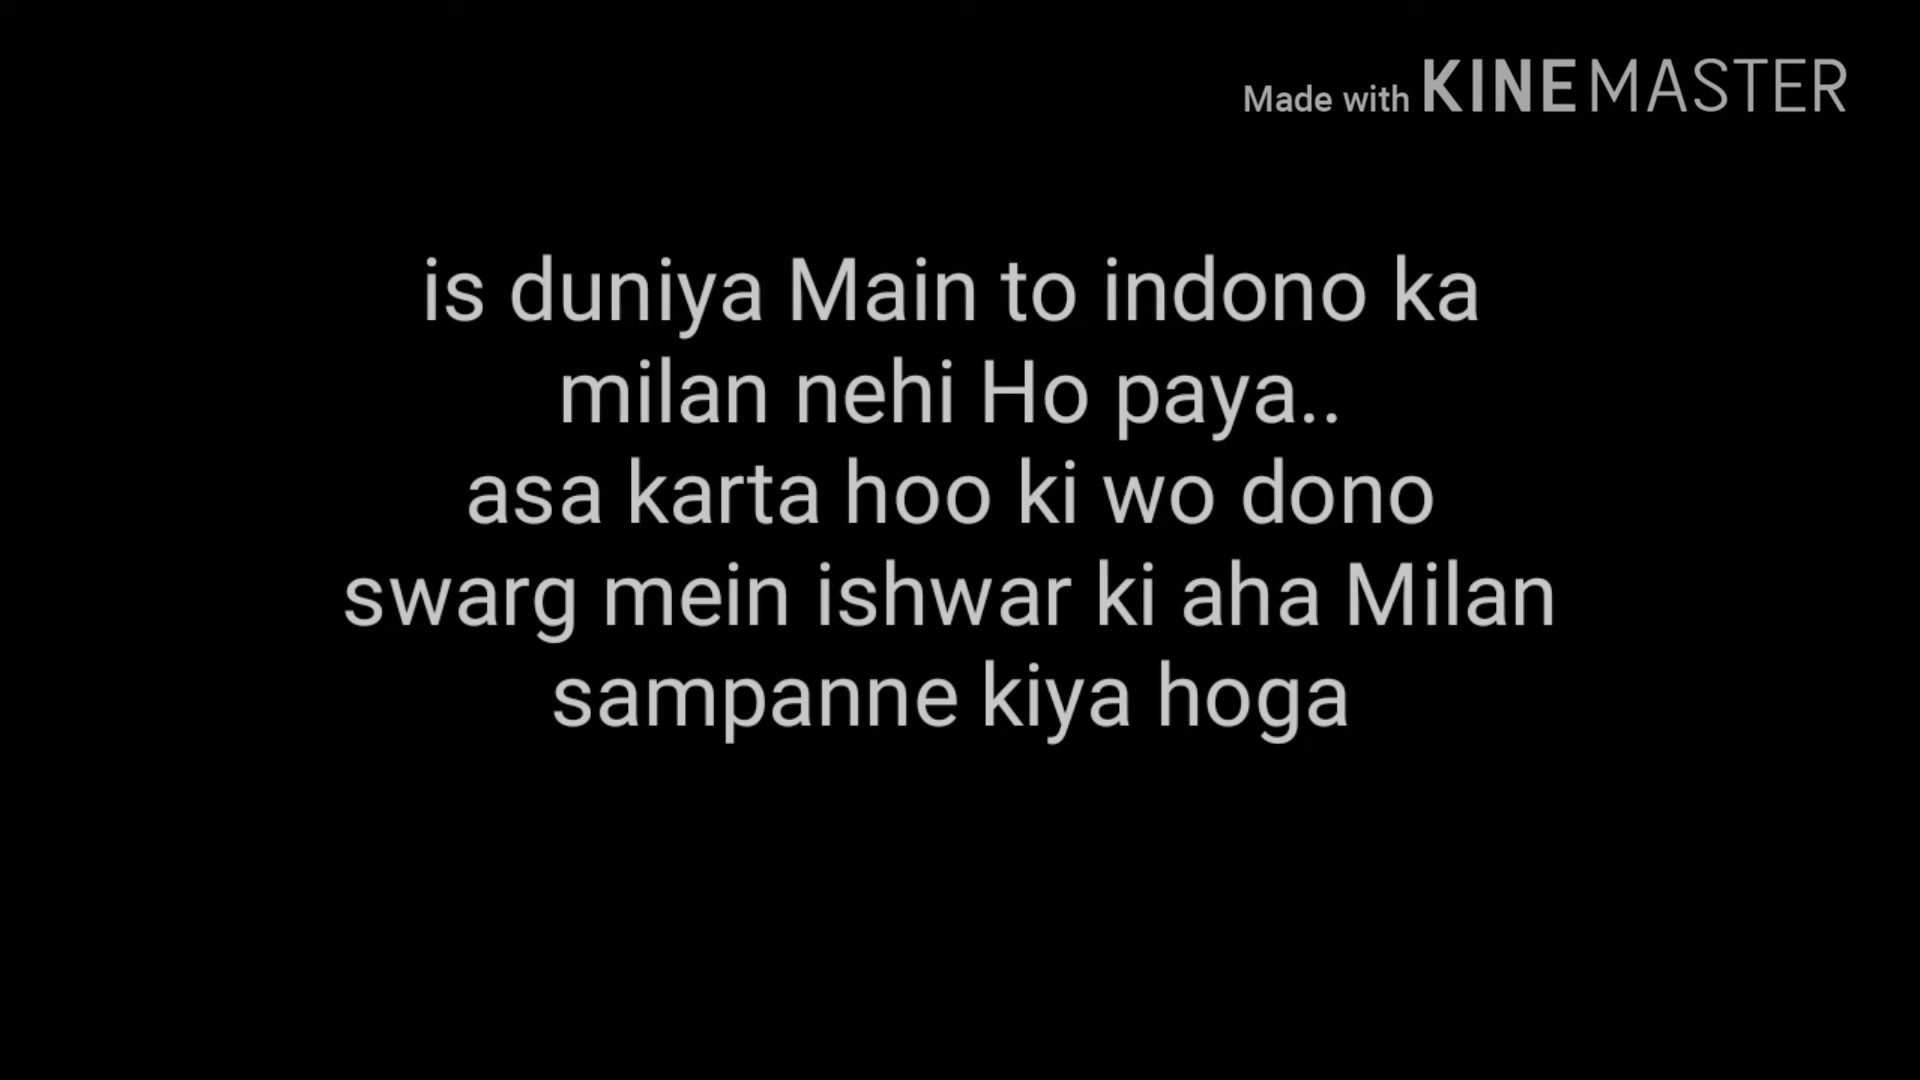 Made with KINEMASTER
is duniya Main to indono ka
milan nehi Ho paya..
asa karta hoo ki wo dono
swarg mein ishwar ki aha Milan
sampanne kiya hoga